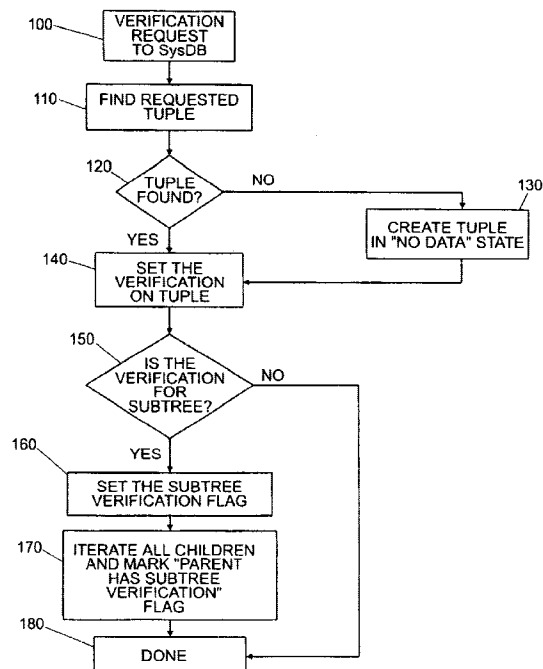 100
VERIFICATION
REQUEST
TO SysDB
110
FIND REQUESTED
TUPLE
120
TUPLE
FOUND?
NO
130
CREATE TUPLE
IN "NO DATA" STATE
YES
140
SET THE
VERIFICATION
ON TUPLE
150
IS THE
VERIFICATION
FOR
SUBTREE?
NO
YES
160
SET THE SUBTREE
VERIFICATION FLAG
170
ITERATE ALL CHILDREN
AND MARK "PARENT
HAS SUBTREE
VERIFICATION"
FLAG
180
DONE